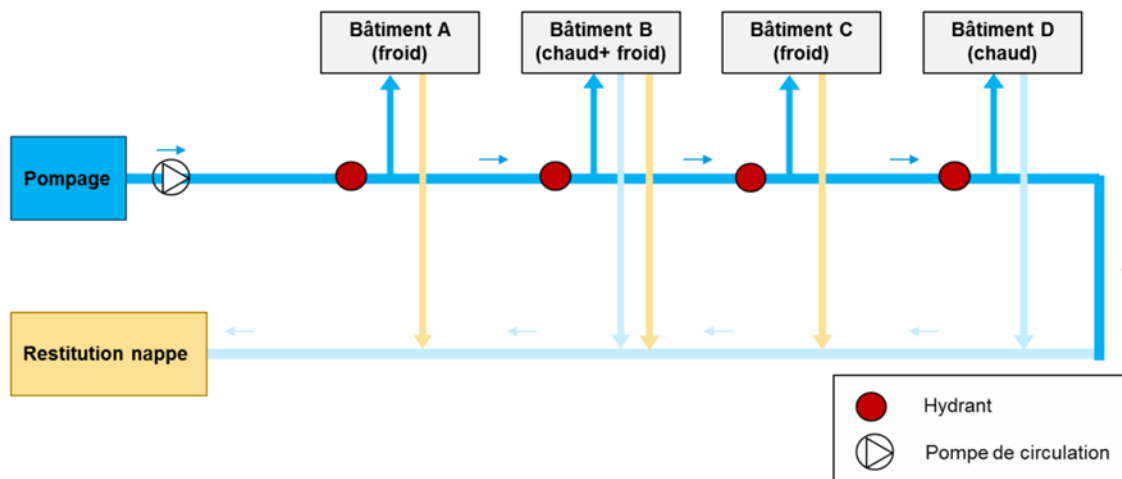 Bâtiment A
(froid)
Bâtiment B
(chaud+ froid)
Bâtiment C
(froid)
Bâtiment D
(chaud)
Pompage
Restitution nappe
Hydrant
Pompe de circulation